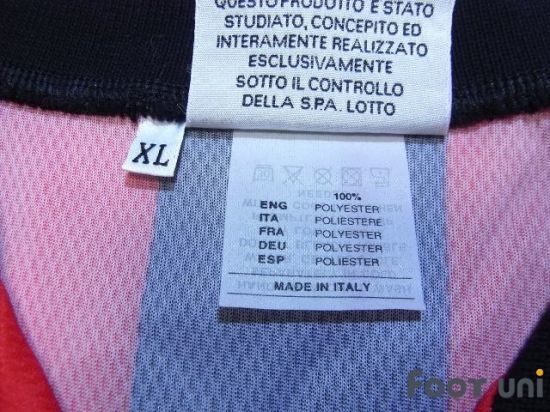 QUESTO PRODOTTO È STATO
STUDIATO, CONCEPITO ED
INTERAMENTE REALIZZATO
ESCLUSIVAMENTE
SOTTO IL CONTROLLO
DELLA S.P.A. LOTTO
XL
100%
ENG POLYESTER
ITA POLIESTERE
FRA POLYESTER
DEU POLYESTER
ESP POLIESTER
MADE IN ITALY
FOOT uni